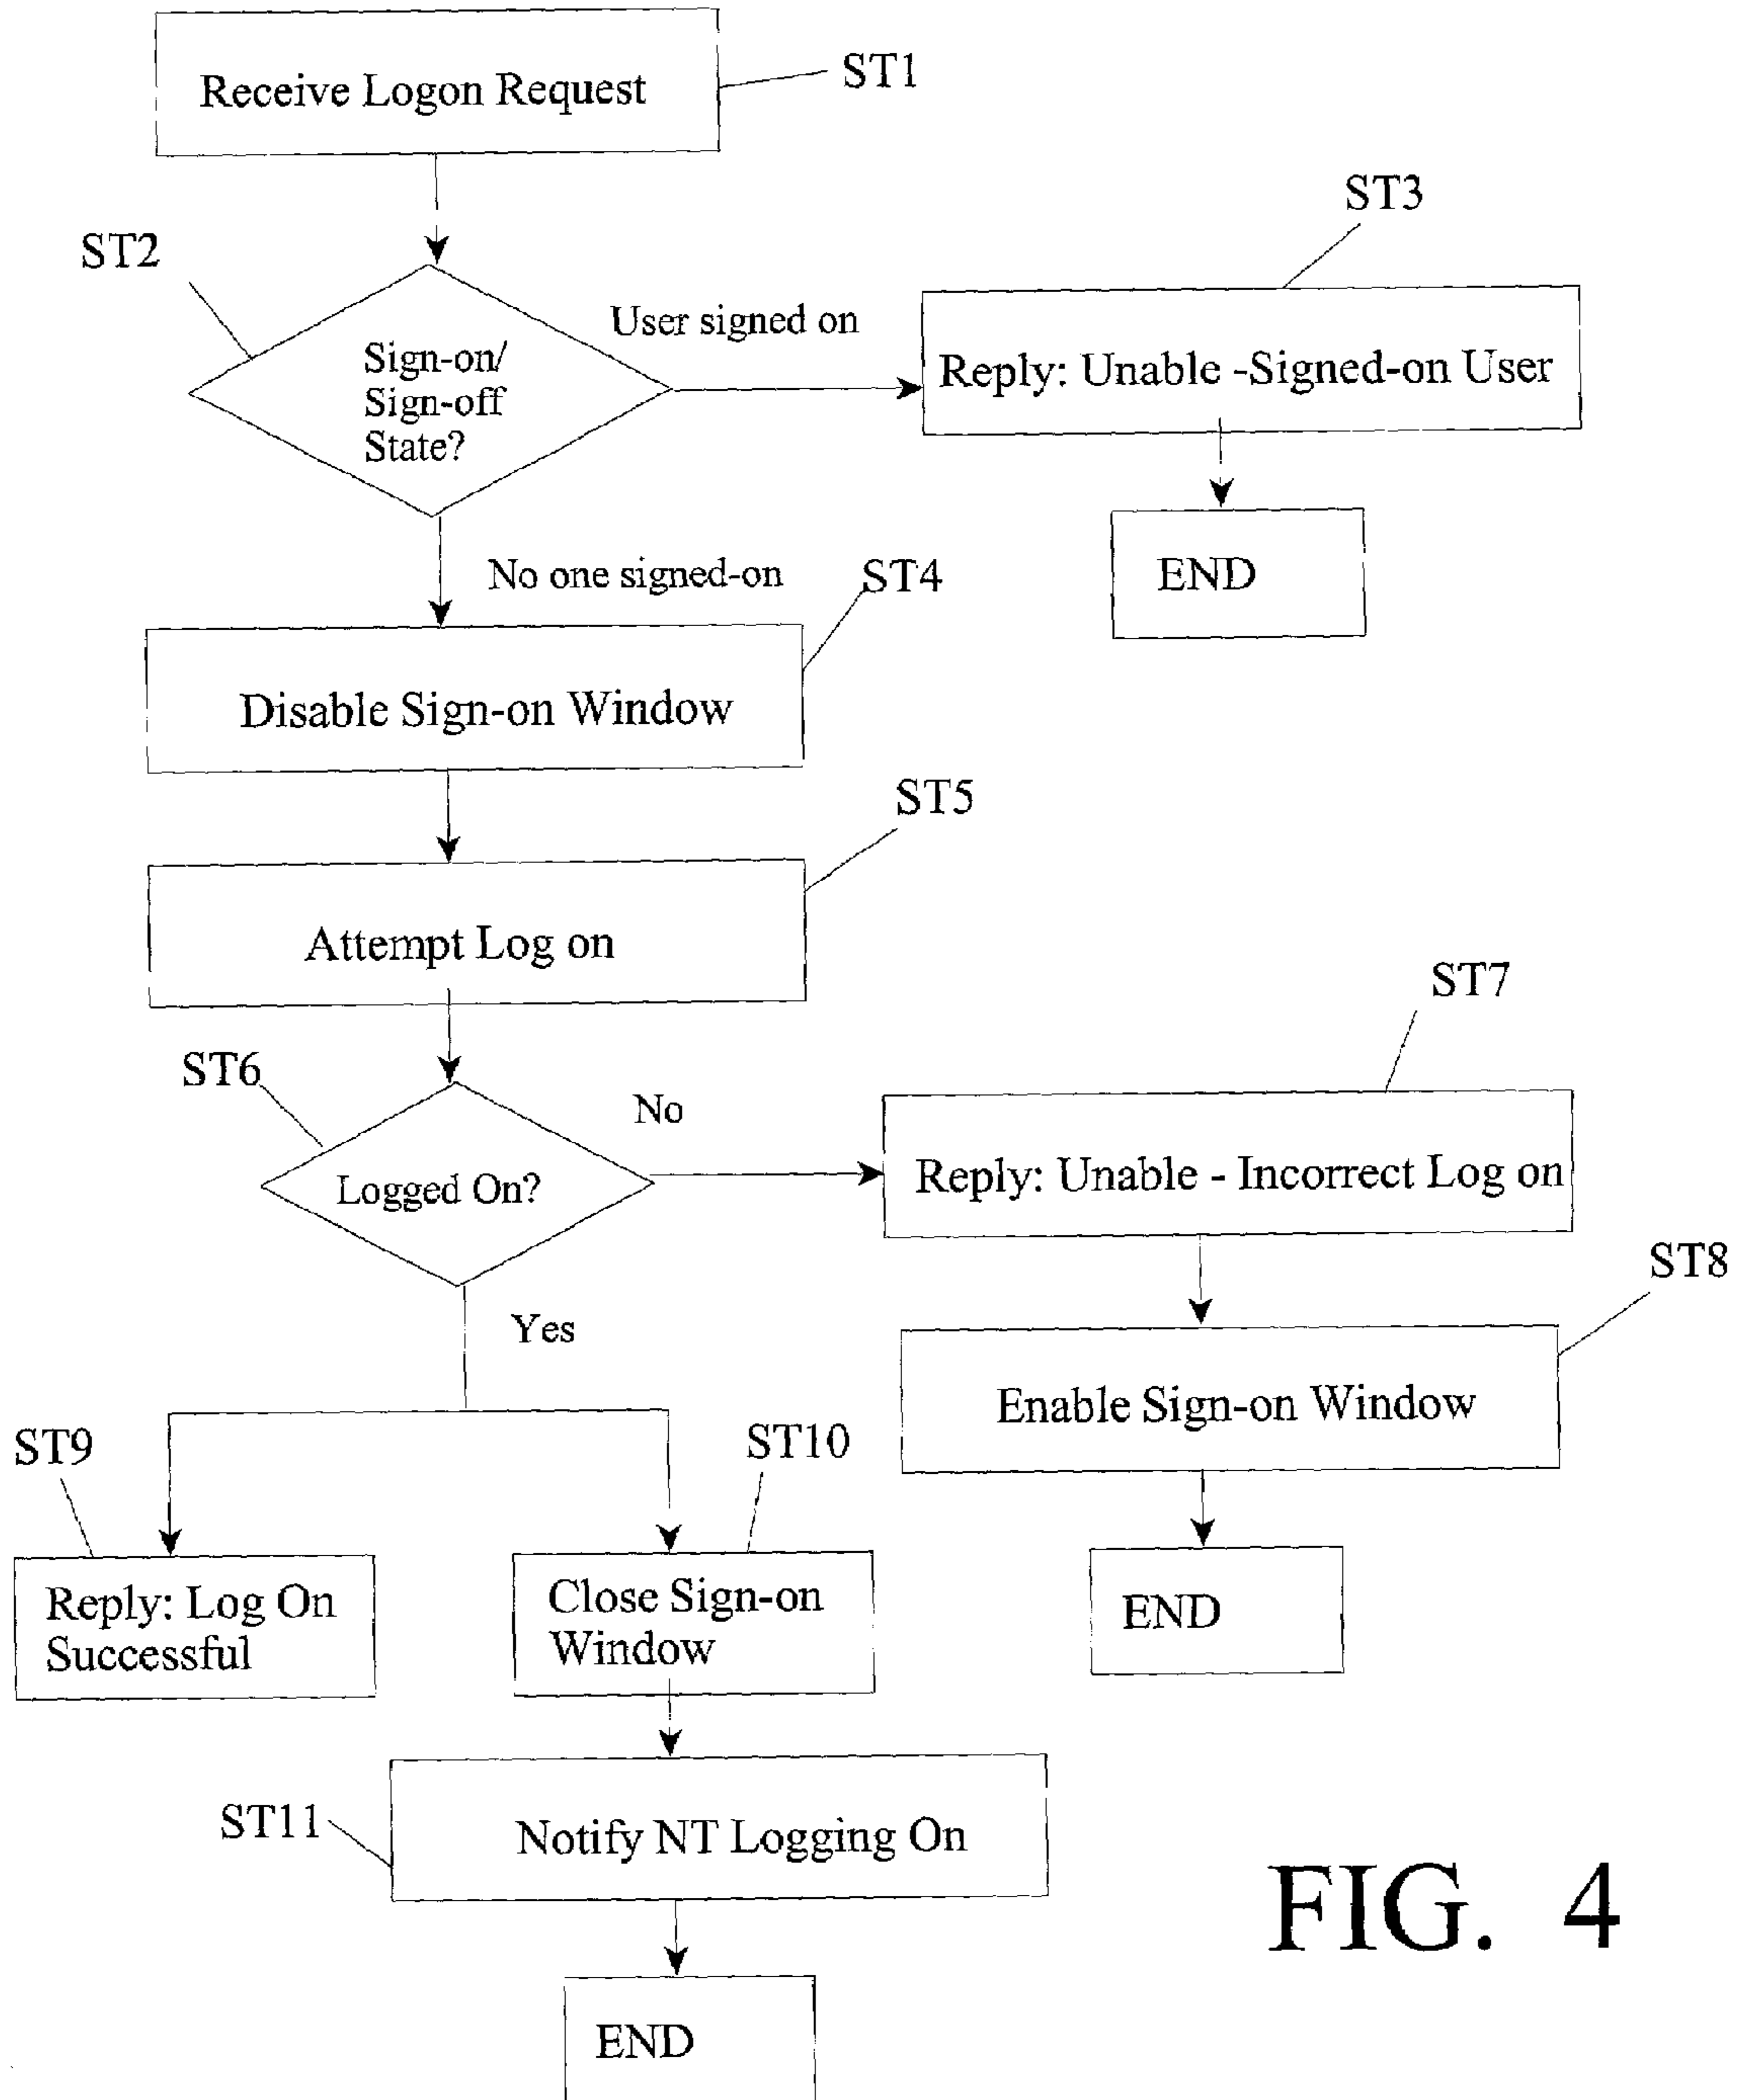 Receive Logon Request
ST1
ST2
Sign-on/
Sign-off
State?
User signed on
ST3
Reply: Unable -Signed-on User
END
No one signed-on
ST4
Disable Sign-on Window
ST5
Attempt Log on
ST6
Logged On?
No
ST7
Reply: Unable - Incorrect Log on
ST8
Enable Sign-on Window
END
Yes
ST9
Reply: Log On
Successful
ST10
Close Sign-on
Window
ST11
Notify NT Logging On
END
FIG. 4